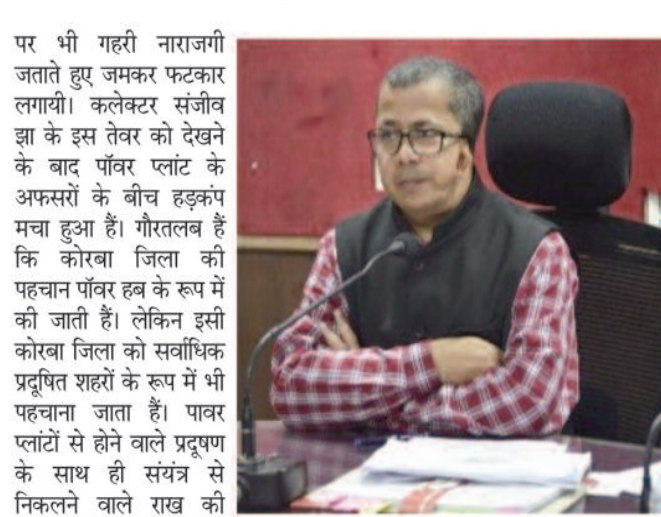 पर भी गहरी नाराजगी
जताते हुए जमकर फटकार
लगायी। कलेक्टर संजीव
झा के इस तेवर को देखने
के बाद पॉवर प्लांट के
अफसरों के बीच हड़कंप
मचा हुआ हैं। गौरतलब हैं
कि कोरबा जिला की
पहचान पॉवर हब के रूप में
की जाती हैं। लेकिन इसी
कोरबा जिला को सर्वाधिक
प्रदूषित शहरों के रूप में भी
पहचाना जाता हैं। पावर
प्लांटों से होने वाले प्रदूषण
के साथ ही संयंत्र से
निकलने वाले राख की